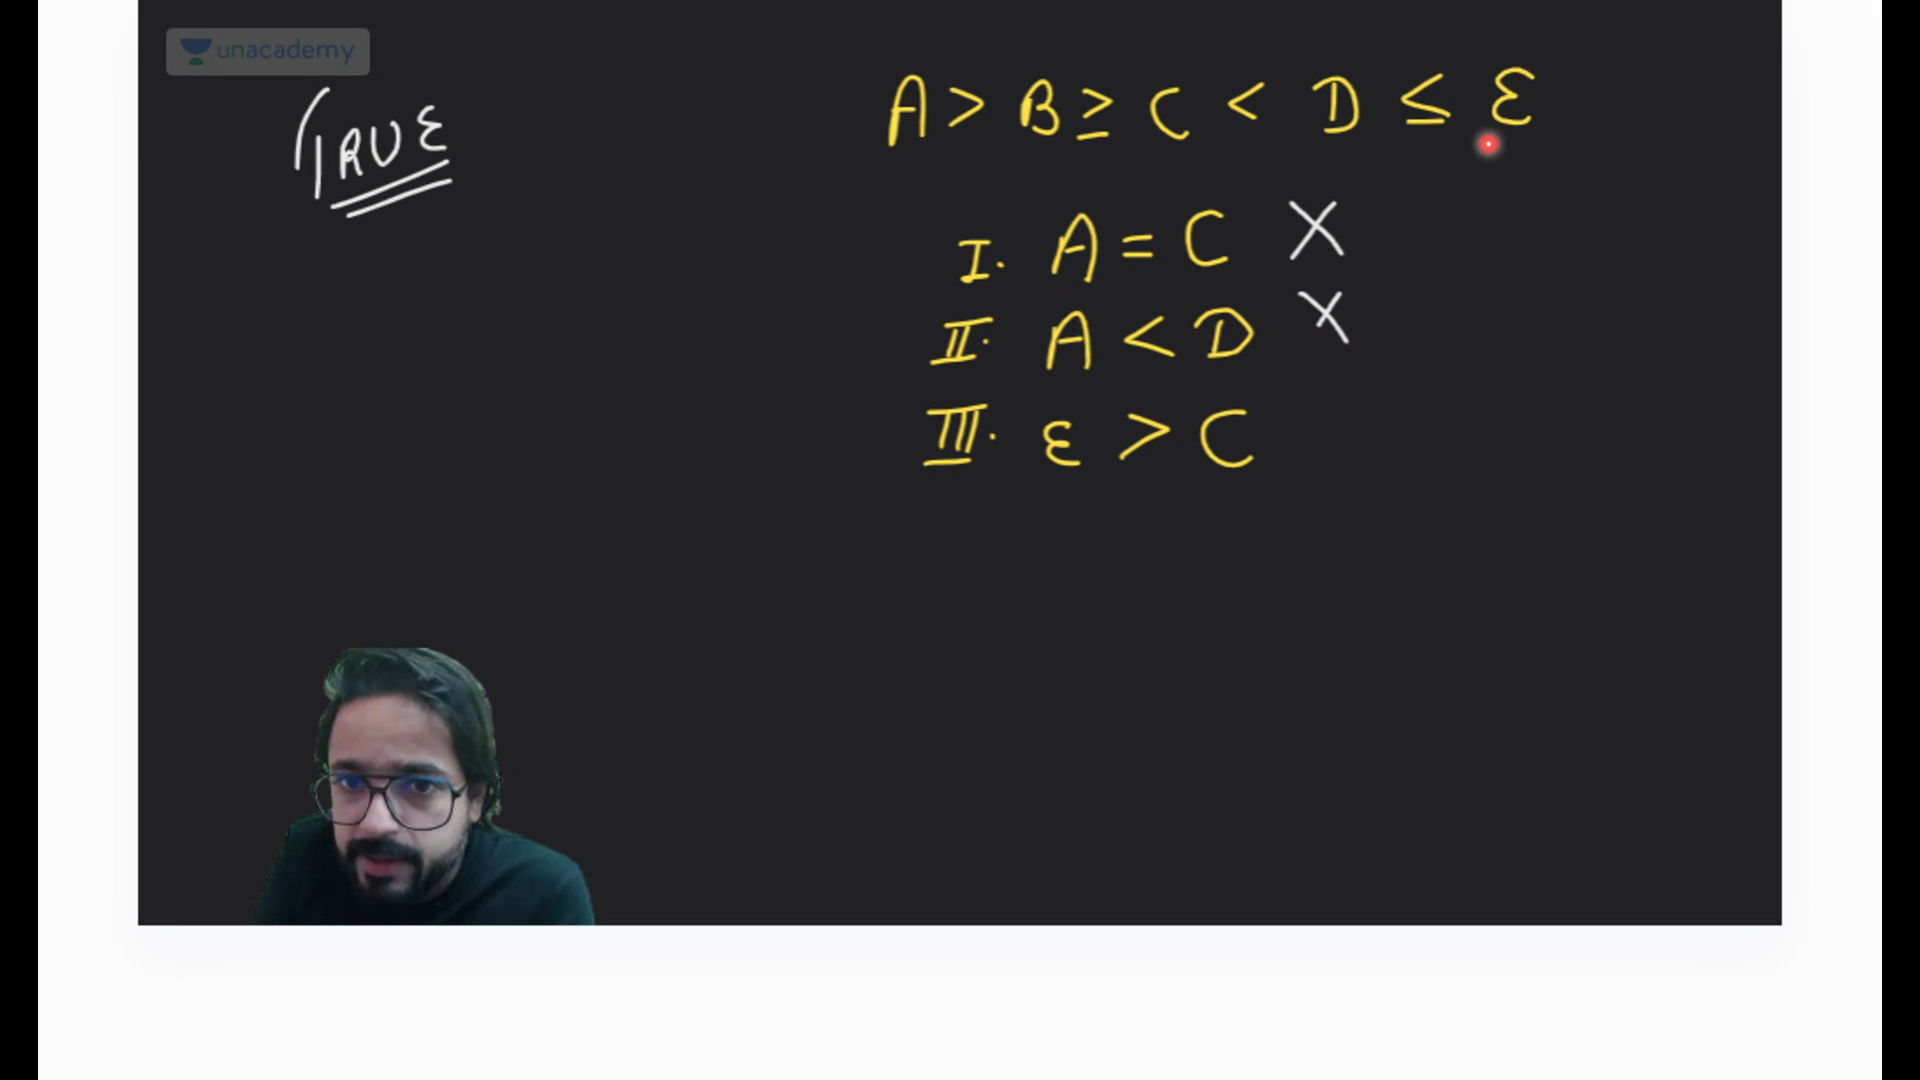 unacademy
TRUE
A > B ≥ C < D ≤ E
I. A = C X
II. A < D X
III. E > C